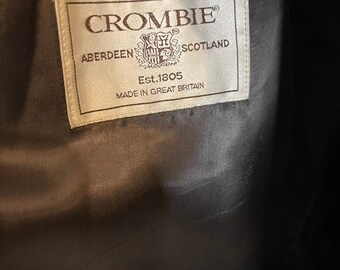 CROMBIE®
ABERDEEN SCOTLAND
Est.1805
MADE IN GREAT BRITAIN